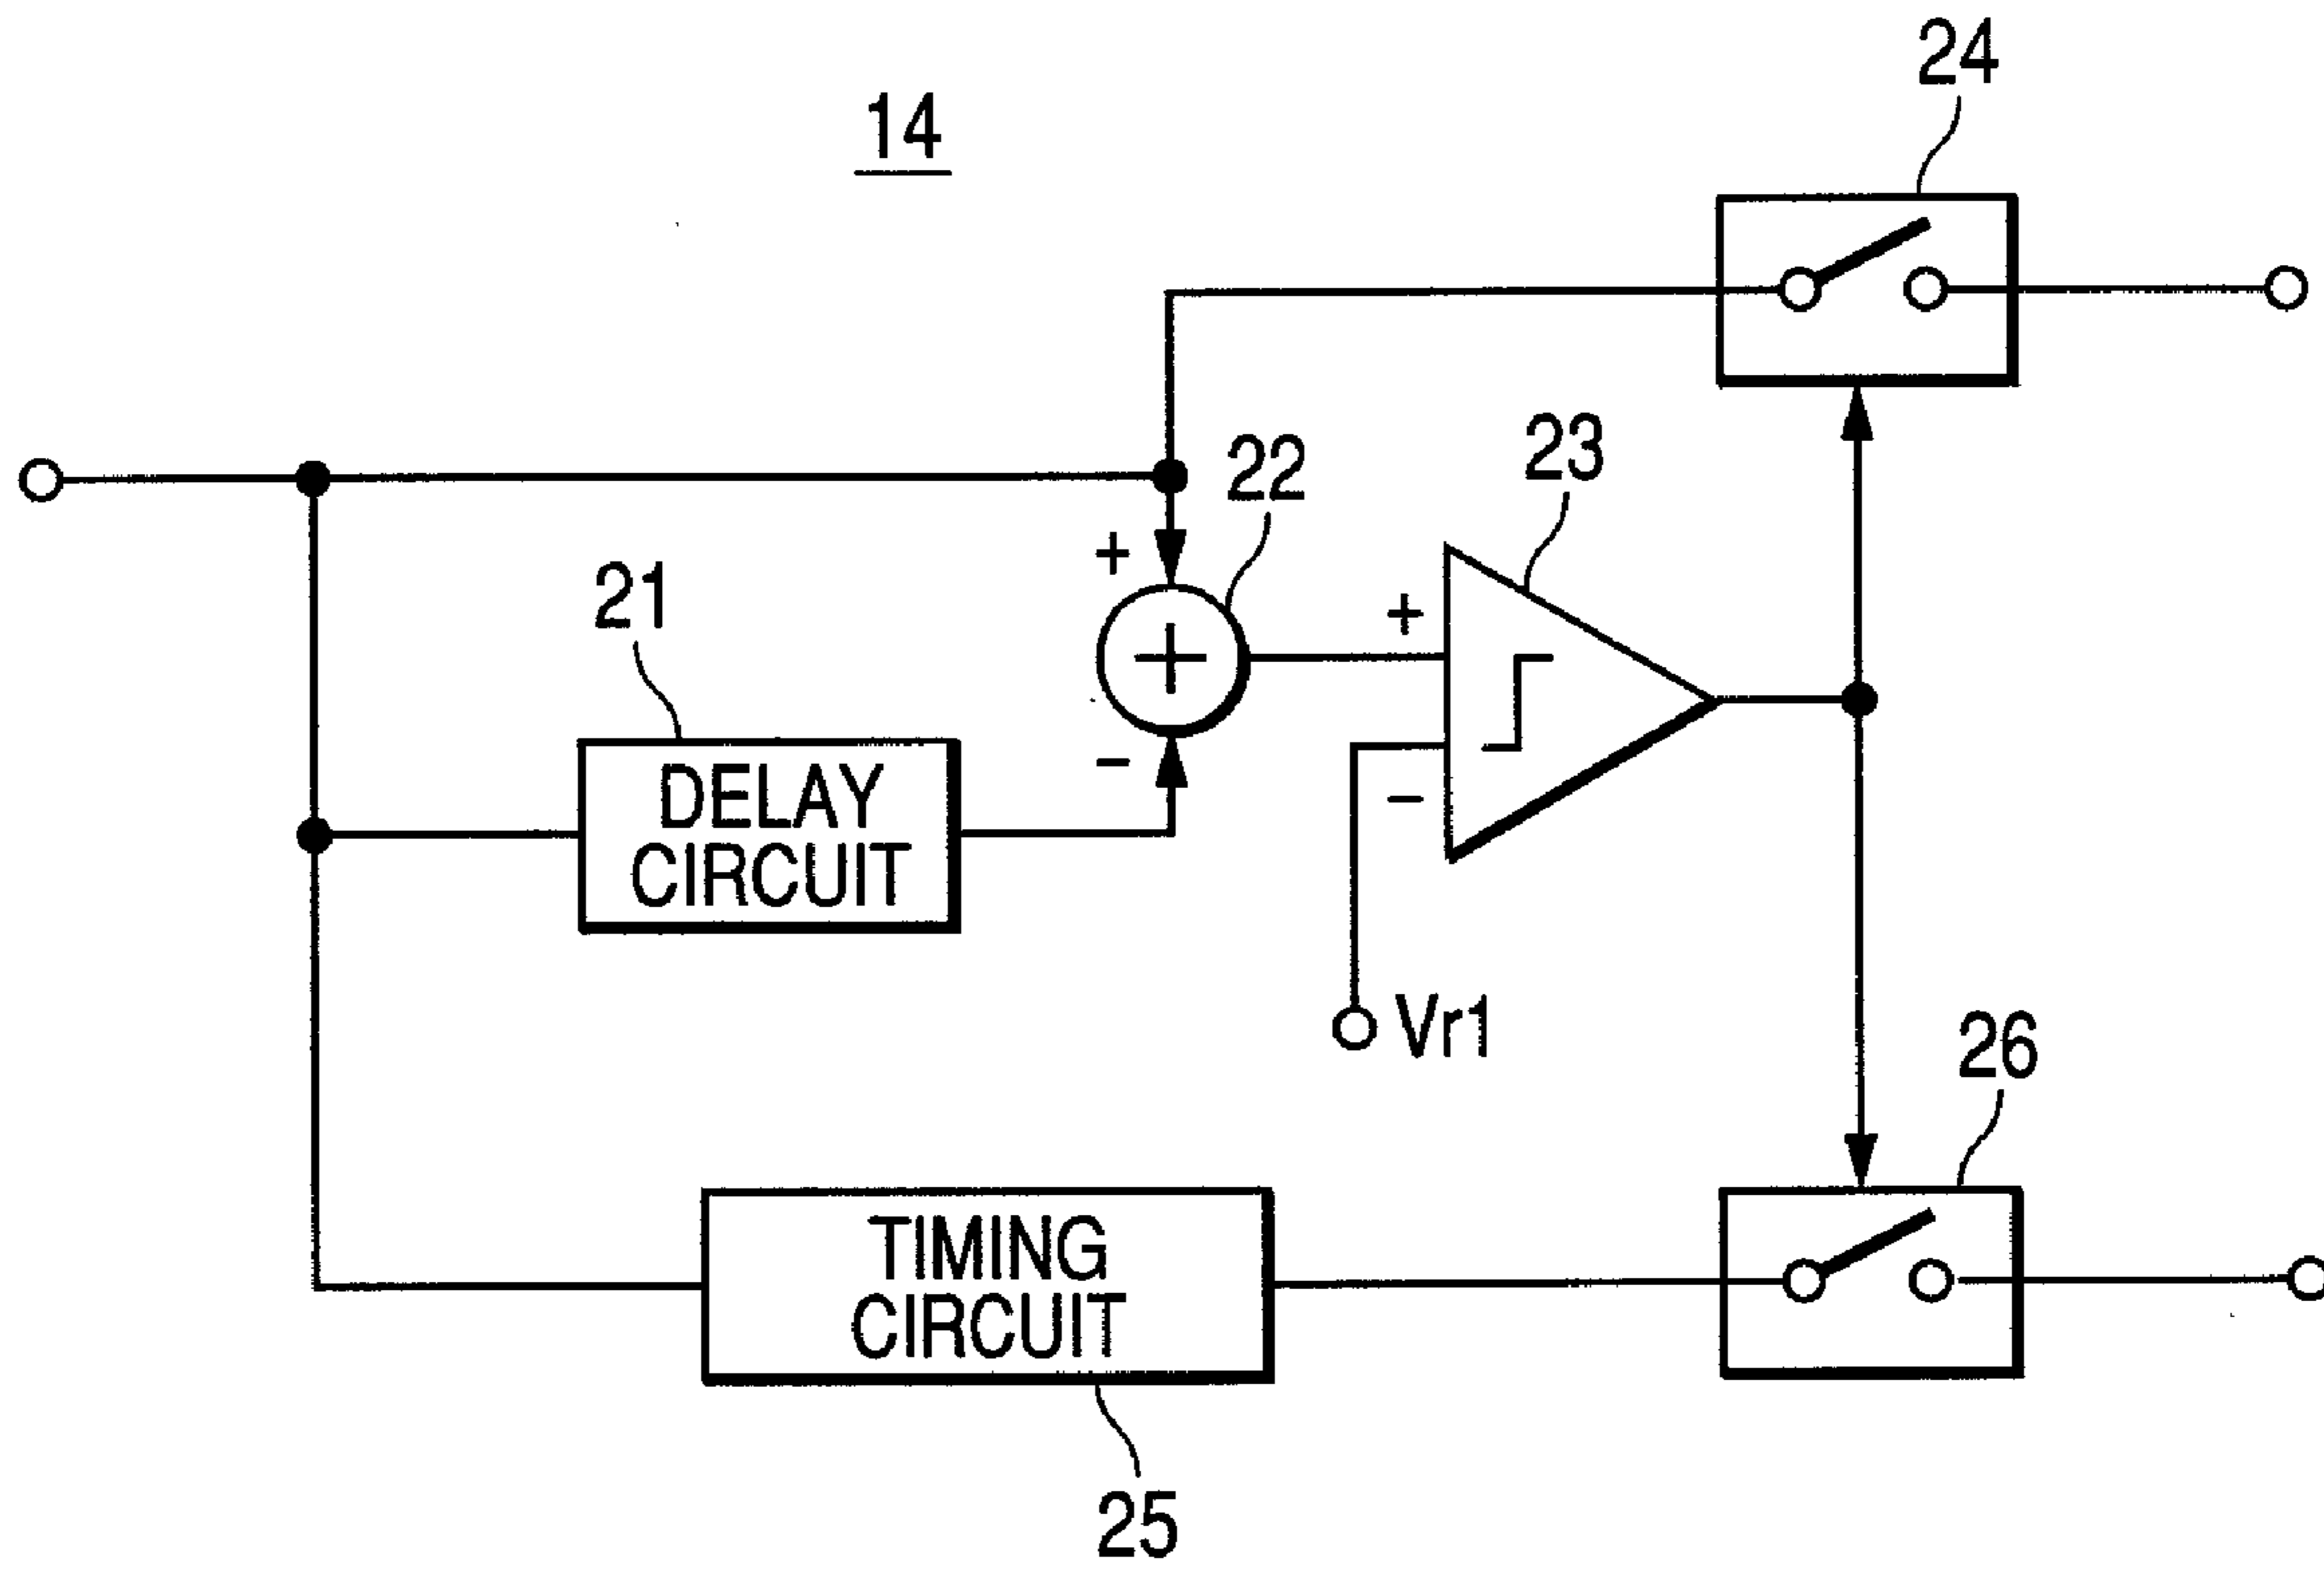 24
14
22
23
+
+
21
DELAY
CIRCUIT
+
−
−
Vr1
26
TIMING
CIRCUIT
25